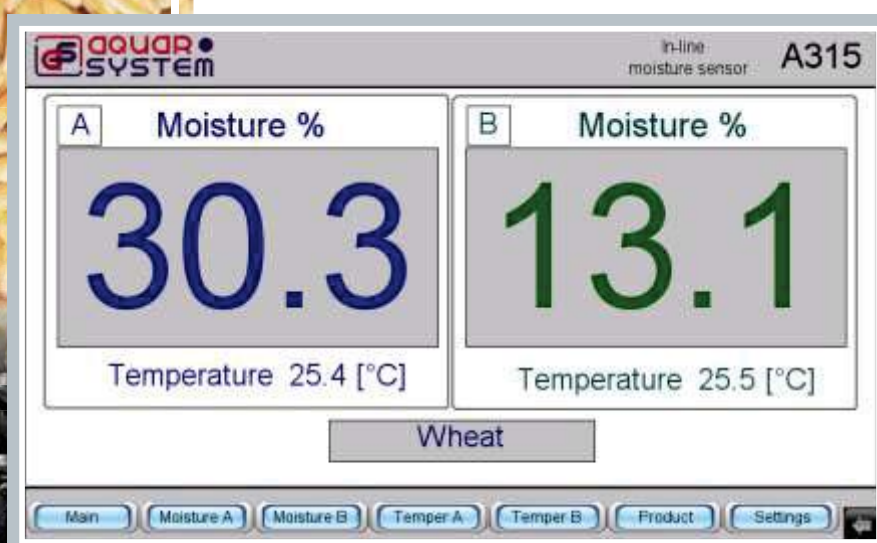 aquar
system
In-line
moisture sensor
A315
A
Moisture %
30.3
Temperature 25.4 [°C]
B
Moisture %
13.1
Temperature 25.5 [°C]
Wheat
Main
Moisture A
Moisture B
Temper A
Temper B
Product
Settings